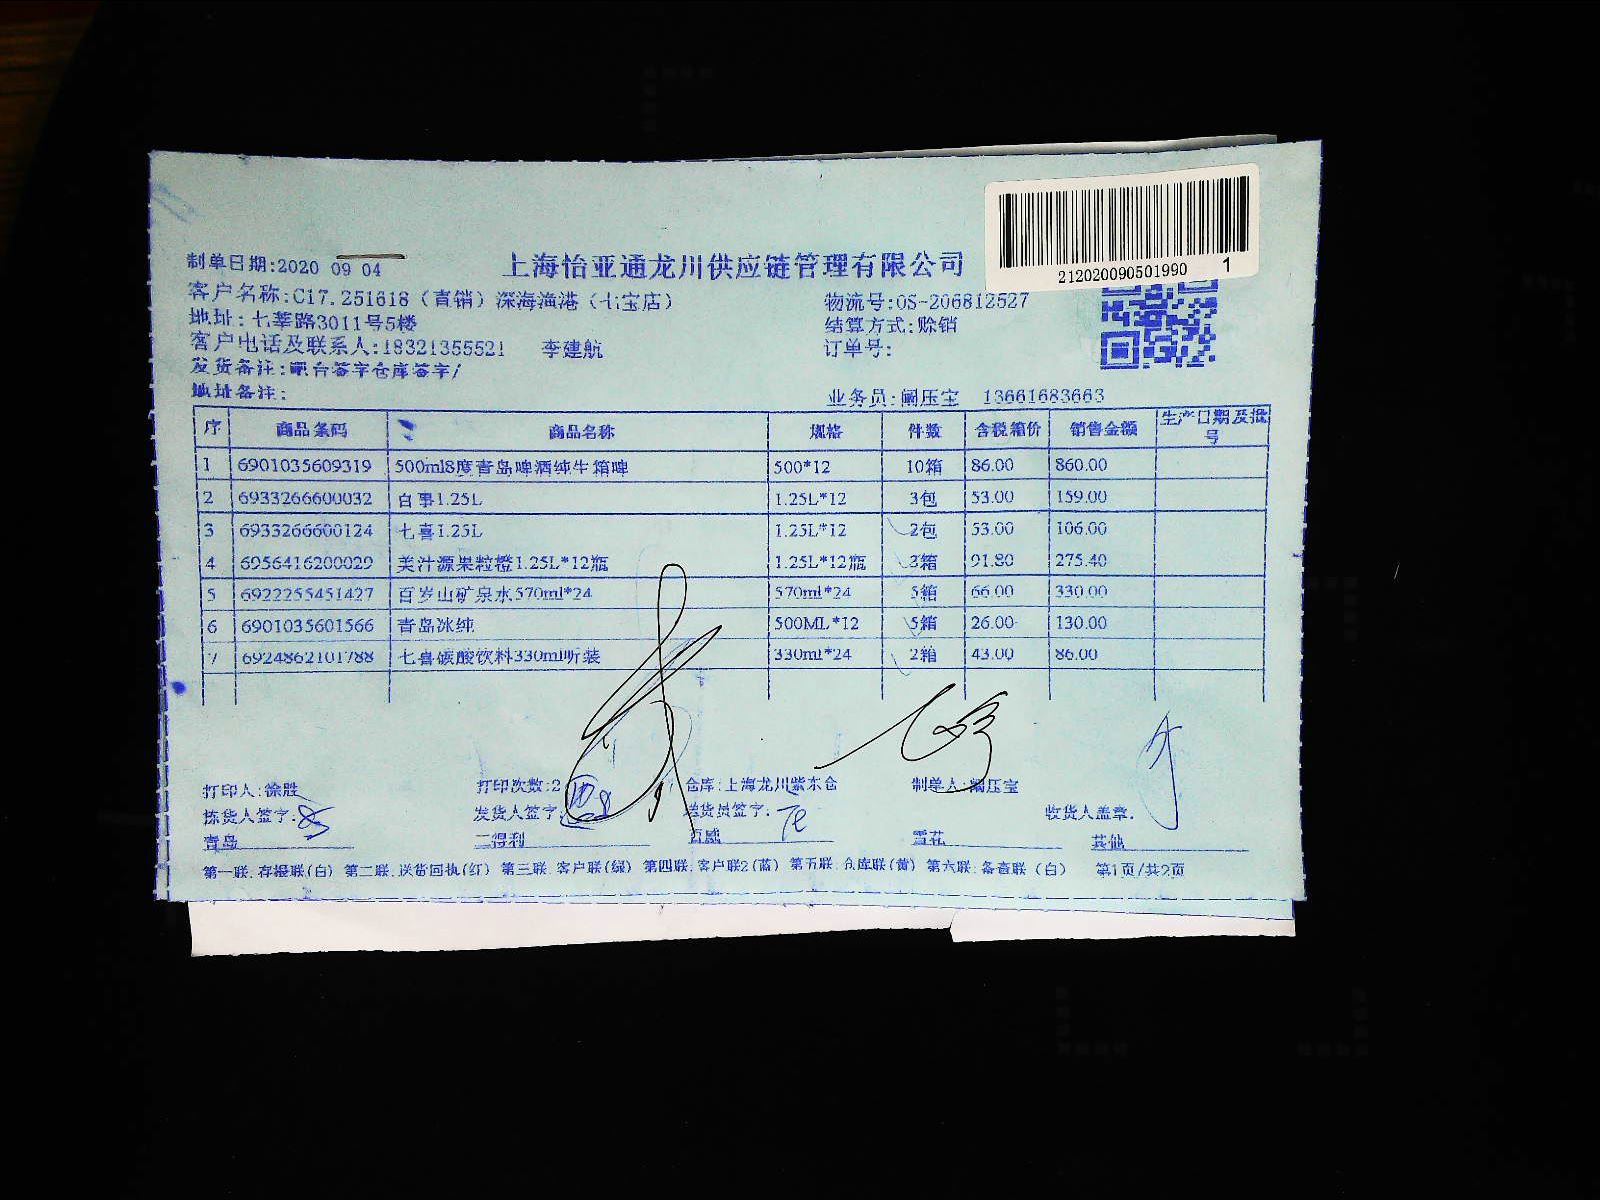 212020090501990 1
制单日期:2020 09 04 上海怡亚通龙川供应链管理有限公司
客户名称:C17.251618（直销）深海渔港（七宝店） 物流号:OS-206812527
地址:七莘路3011号5楼 结算方式:赊销
客户电话及联系人:18321355521 李建航 订单号:
发货备注:吧台签字仓库签字/
地址备注: 业务员:阚压宝 13661683663
序 商品条码 商品名称 规格 件数 含税箱价 销售金额 生产日期及批号
1 6901035609319 500ml8度青岛啤酒纯生箱啤 500*12 10箱 86.00 860.00
2 6933266600032 百事1.25L 1.25L*12 3包 53.00 159.00
3 6933266600124 七喜1.25L 1.25L*12 2包 53.00 106.00
4 6956416200029 美汁源果粒橙1.25L*12瓶 1.25L*12瓶 3箱 91.80 275.40
5 6922255451427 百岁山矿泉水570ml*24 570ml*24 5箱 66.00 330.00
6 6901035601566 青岛冰纯 500ML*12 5箱 26.00 130.00
7 6924862101788 七喜碳酸饮料330ml听装 330ml*24 2箱 43.00 86.00
打印人:徐胜 打印次数:2 仓库:上海龙川紫东仓 制单人:阚压宝
拣货人签字: 发货人签字: 送货员签字: 收货人盖章:
青岛 三得利 百威 雪花 其他
第一联:存根联(白) 第二联:送货回执(红) 第三联:客户联(绿) 第四联:客户联2(蓝) 第五联:仓库联(黄) 第六联:备查联(白) 第1页/共2页